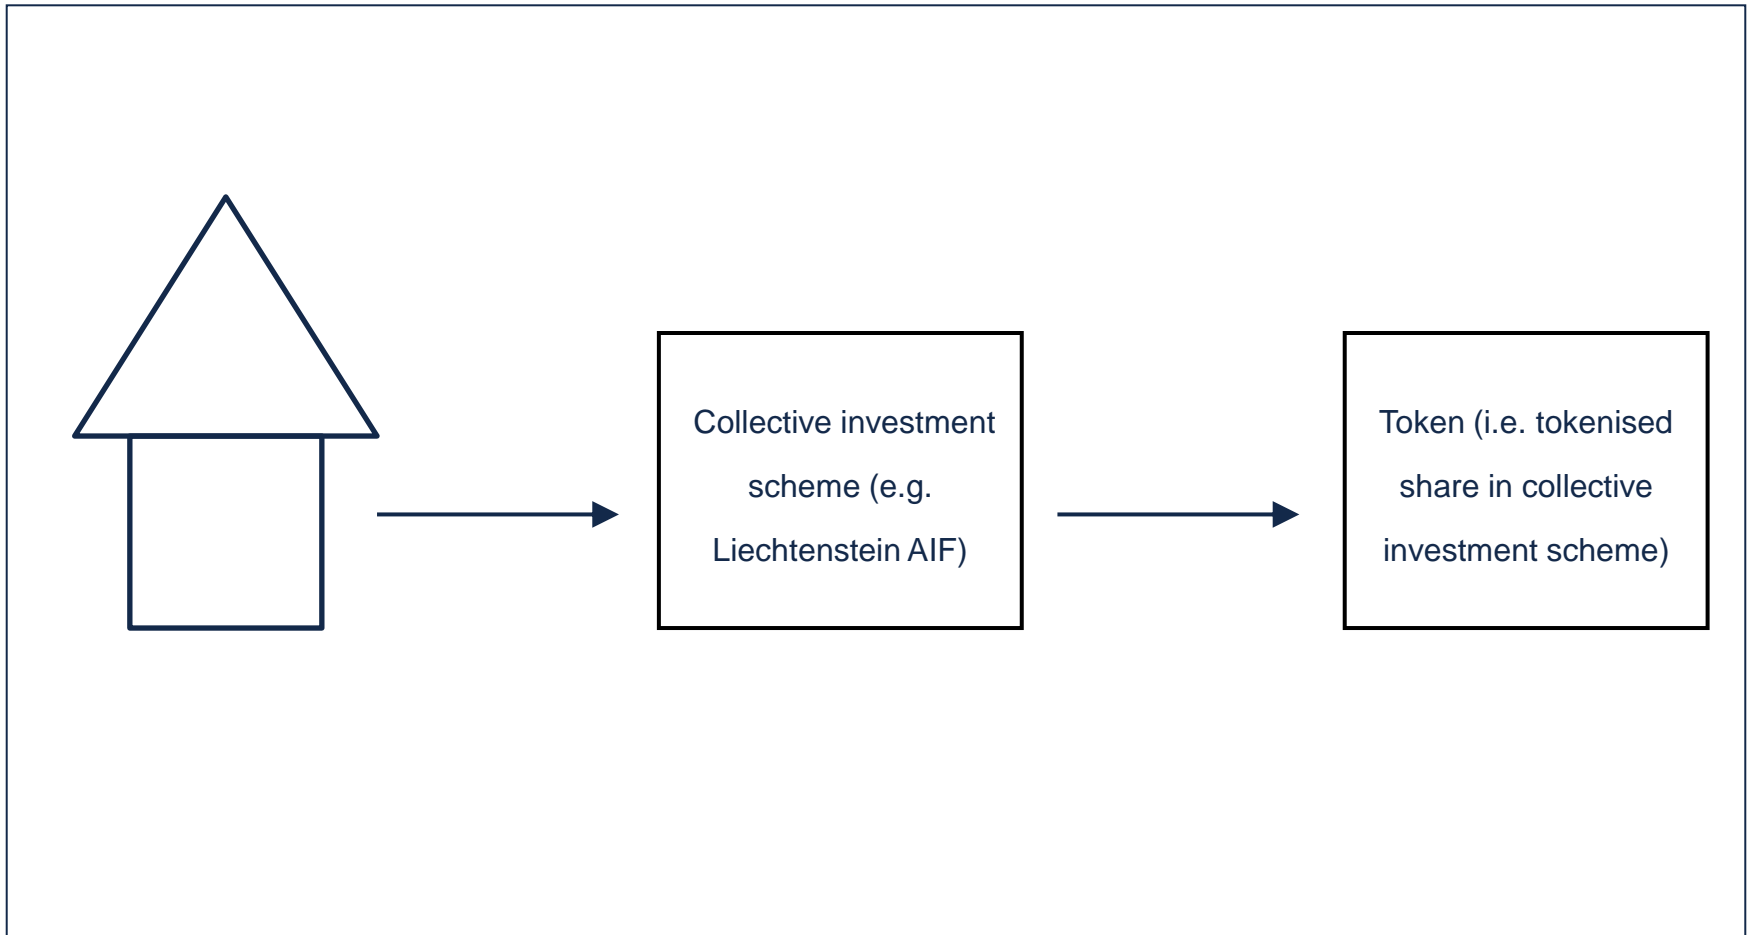 Collective investment
scheme (e.g.
Liechtenstein AIF)
Token (i.e. tokenised
share in collective
investment scheme)